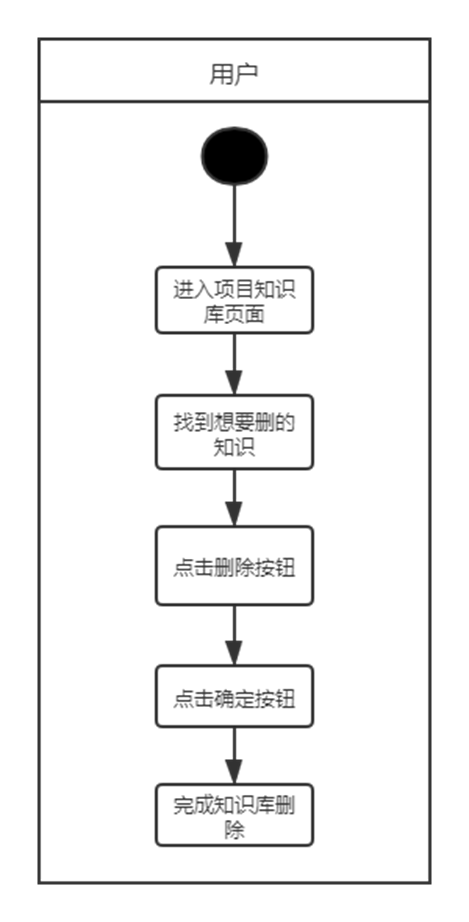 用户
进入项目知识
库页面
找到想要删的
知识
点击删除按钮
点击确定按钮
完成知识库删
除